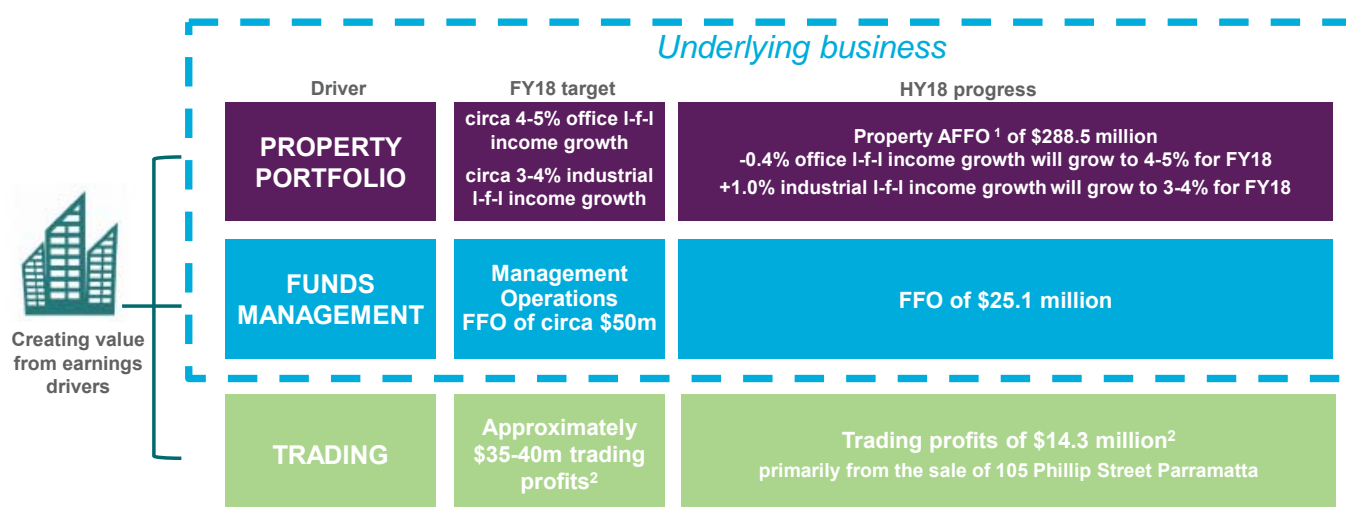 Underlying business
Driver
FY18 target
HY18 progress
PROPERTY
PORTFOLIO
circa 4-5% office l-f-l
income growth
circa 3-4% industrial
l-f-l income growth
Property AFFO 1 of $288.5 million
-0.4% office l-f-l income growth will grow to 4-5% for FY18
+1.0% industrial l-f-l income growth will grow to 3-4% for FY18
FUNDS
MANAGEMENT
Management
Operations
FFO of circa $50m
FFO of $25.1 million
Creating value
from earnings
drivers
TRADING
Approximately
$35-40m trading
profits2
Trading profits of $14.3 million2
primarily from the sale of 105 Phillip Street Parramatta